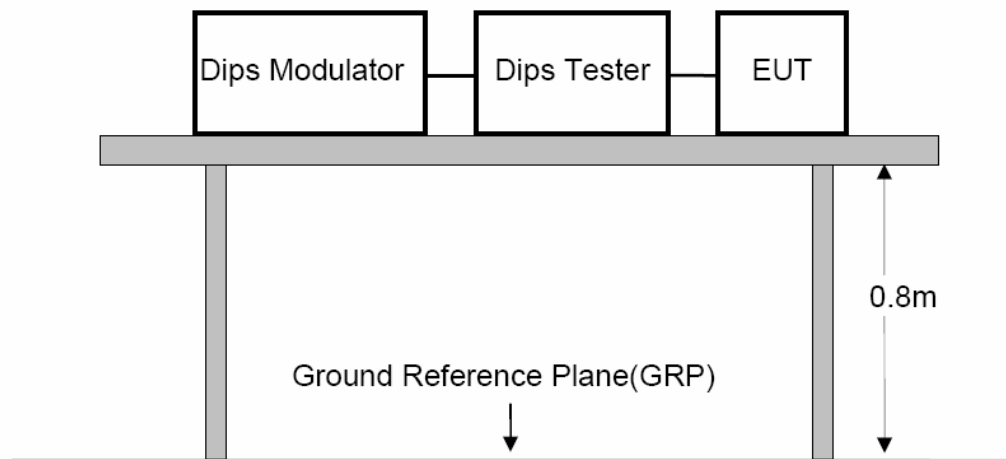 Dips Modulator
Dips Tester
EUT
0.8m
Ground Reference Plane(GRP)